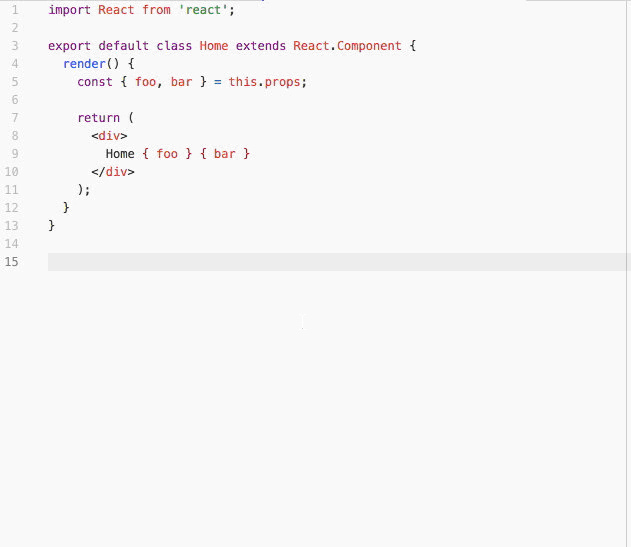 1 import React from 'react';
2
3 export default class Home extends React.Component {
4   render() {
5     const { foo, bar } = this.props;
6
7     return (
8       <div>
9         Home { foo } { bar }
10       </div>
11     );
12   }
13 }
14
15